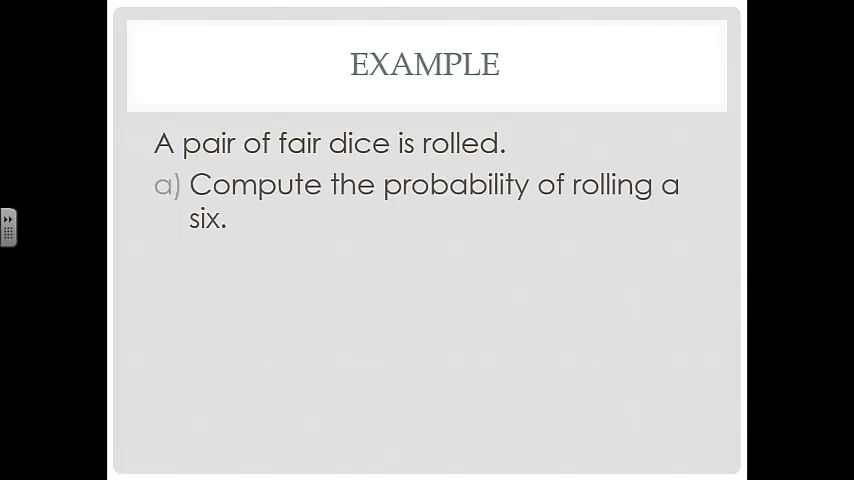 EXAMPLE
A pair of fair dice is rolled.
a) Compute the probability of rolling a
six.